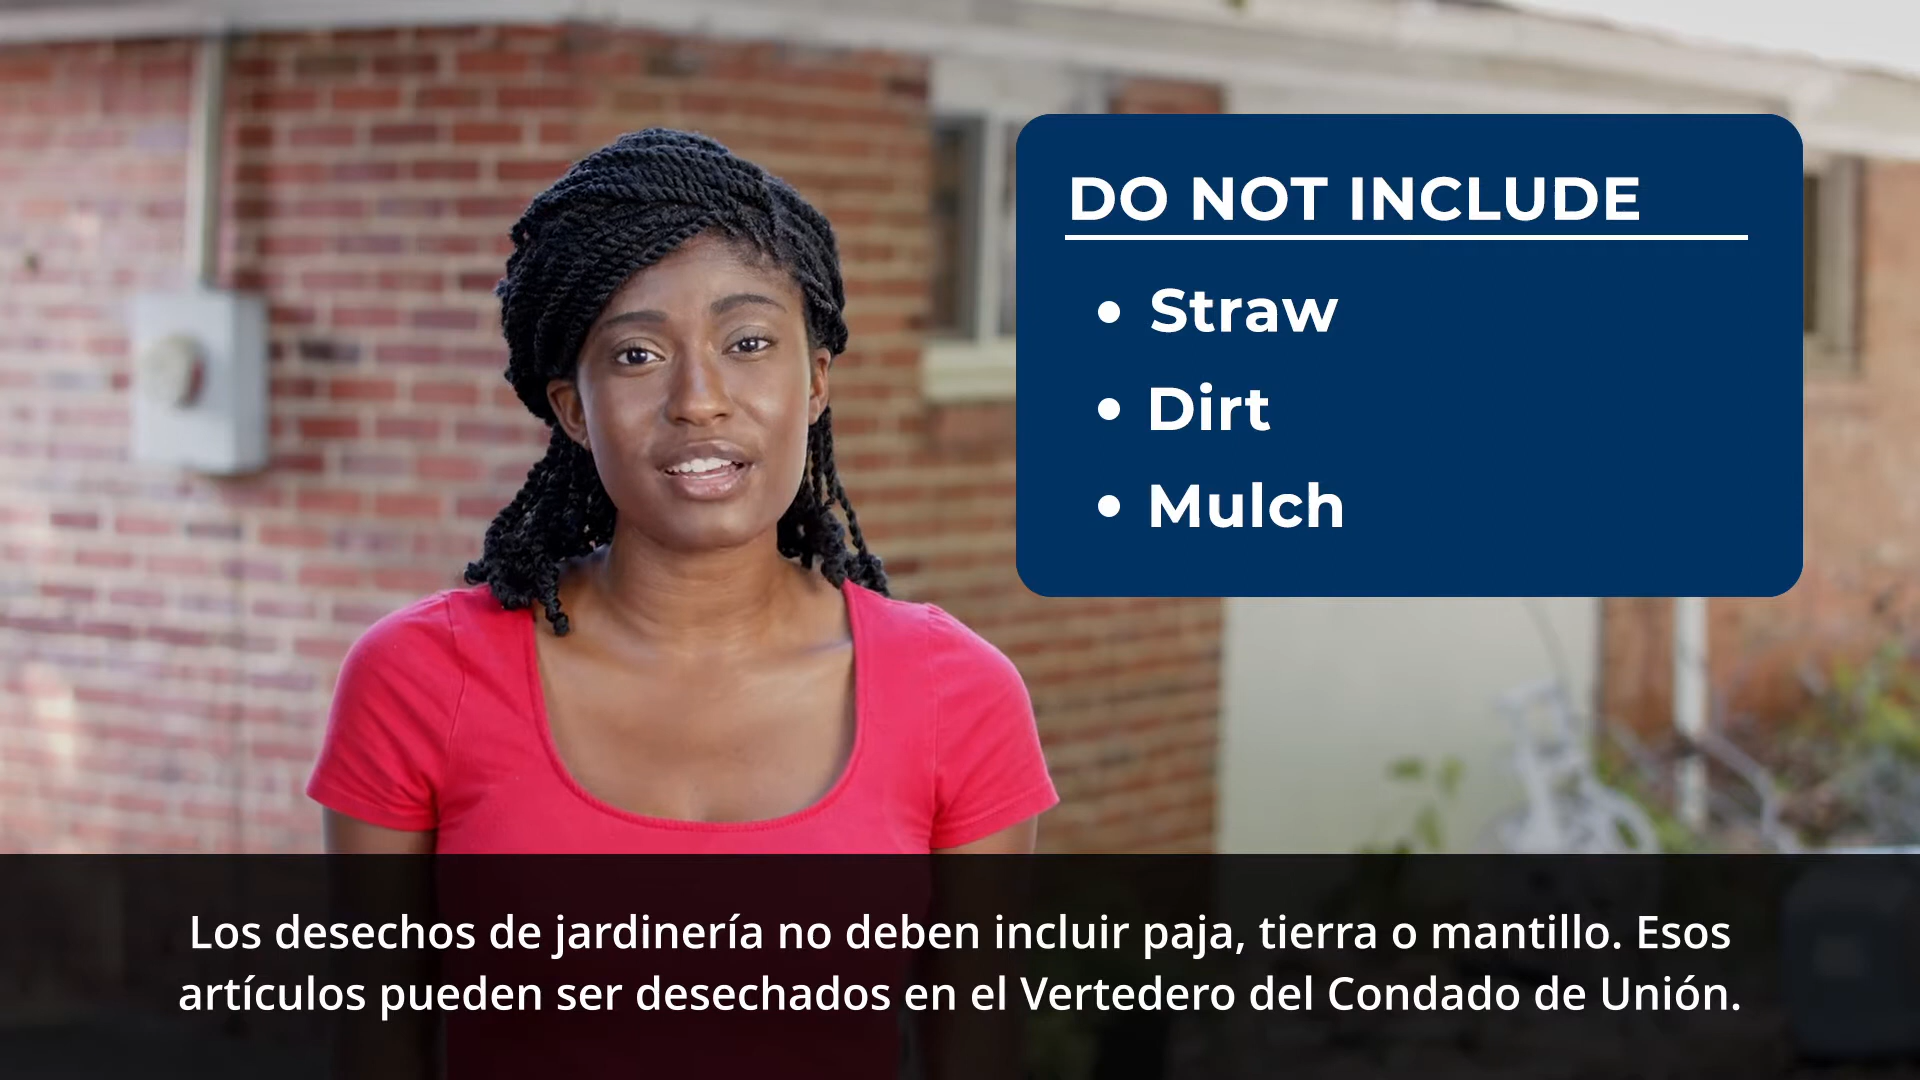 DO NOT INCLUDE
• Straw
• Dirt
• Mulch
Los desechos de jardinería no deben incluir paja, tierra o mantillo. Esos
artículos pueden ser desechados en el Vertedero del Condado de Unión.